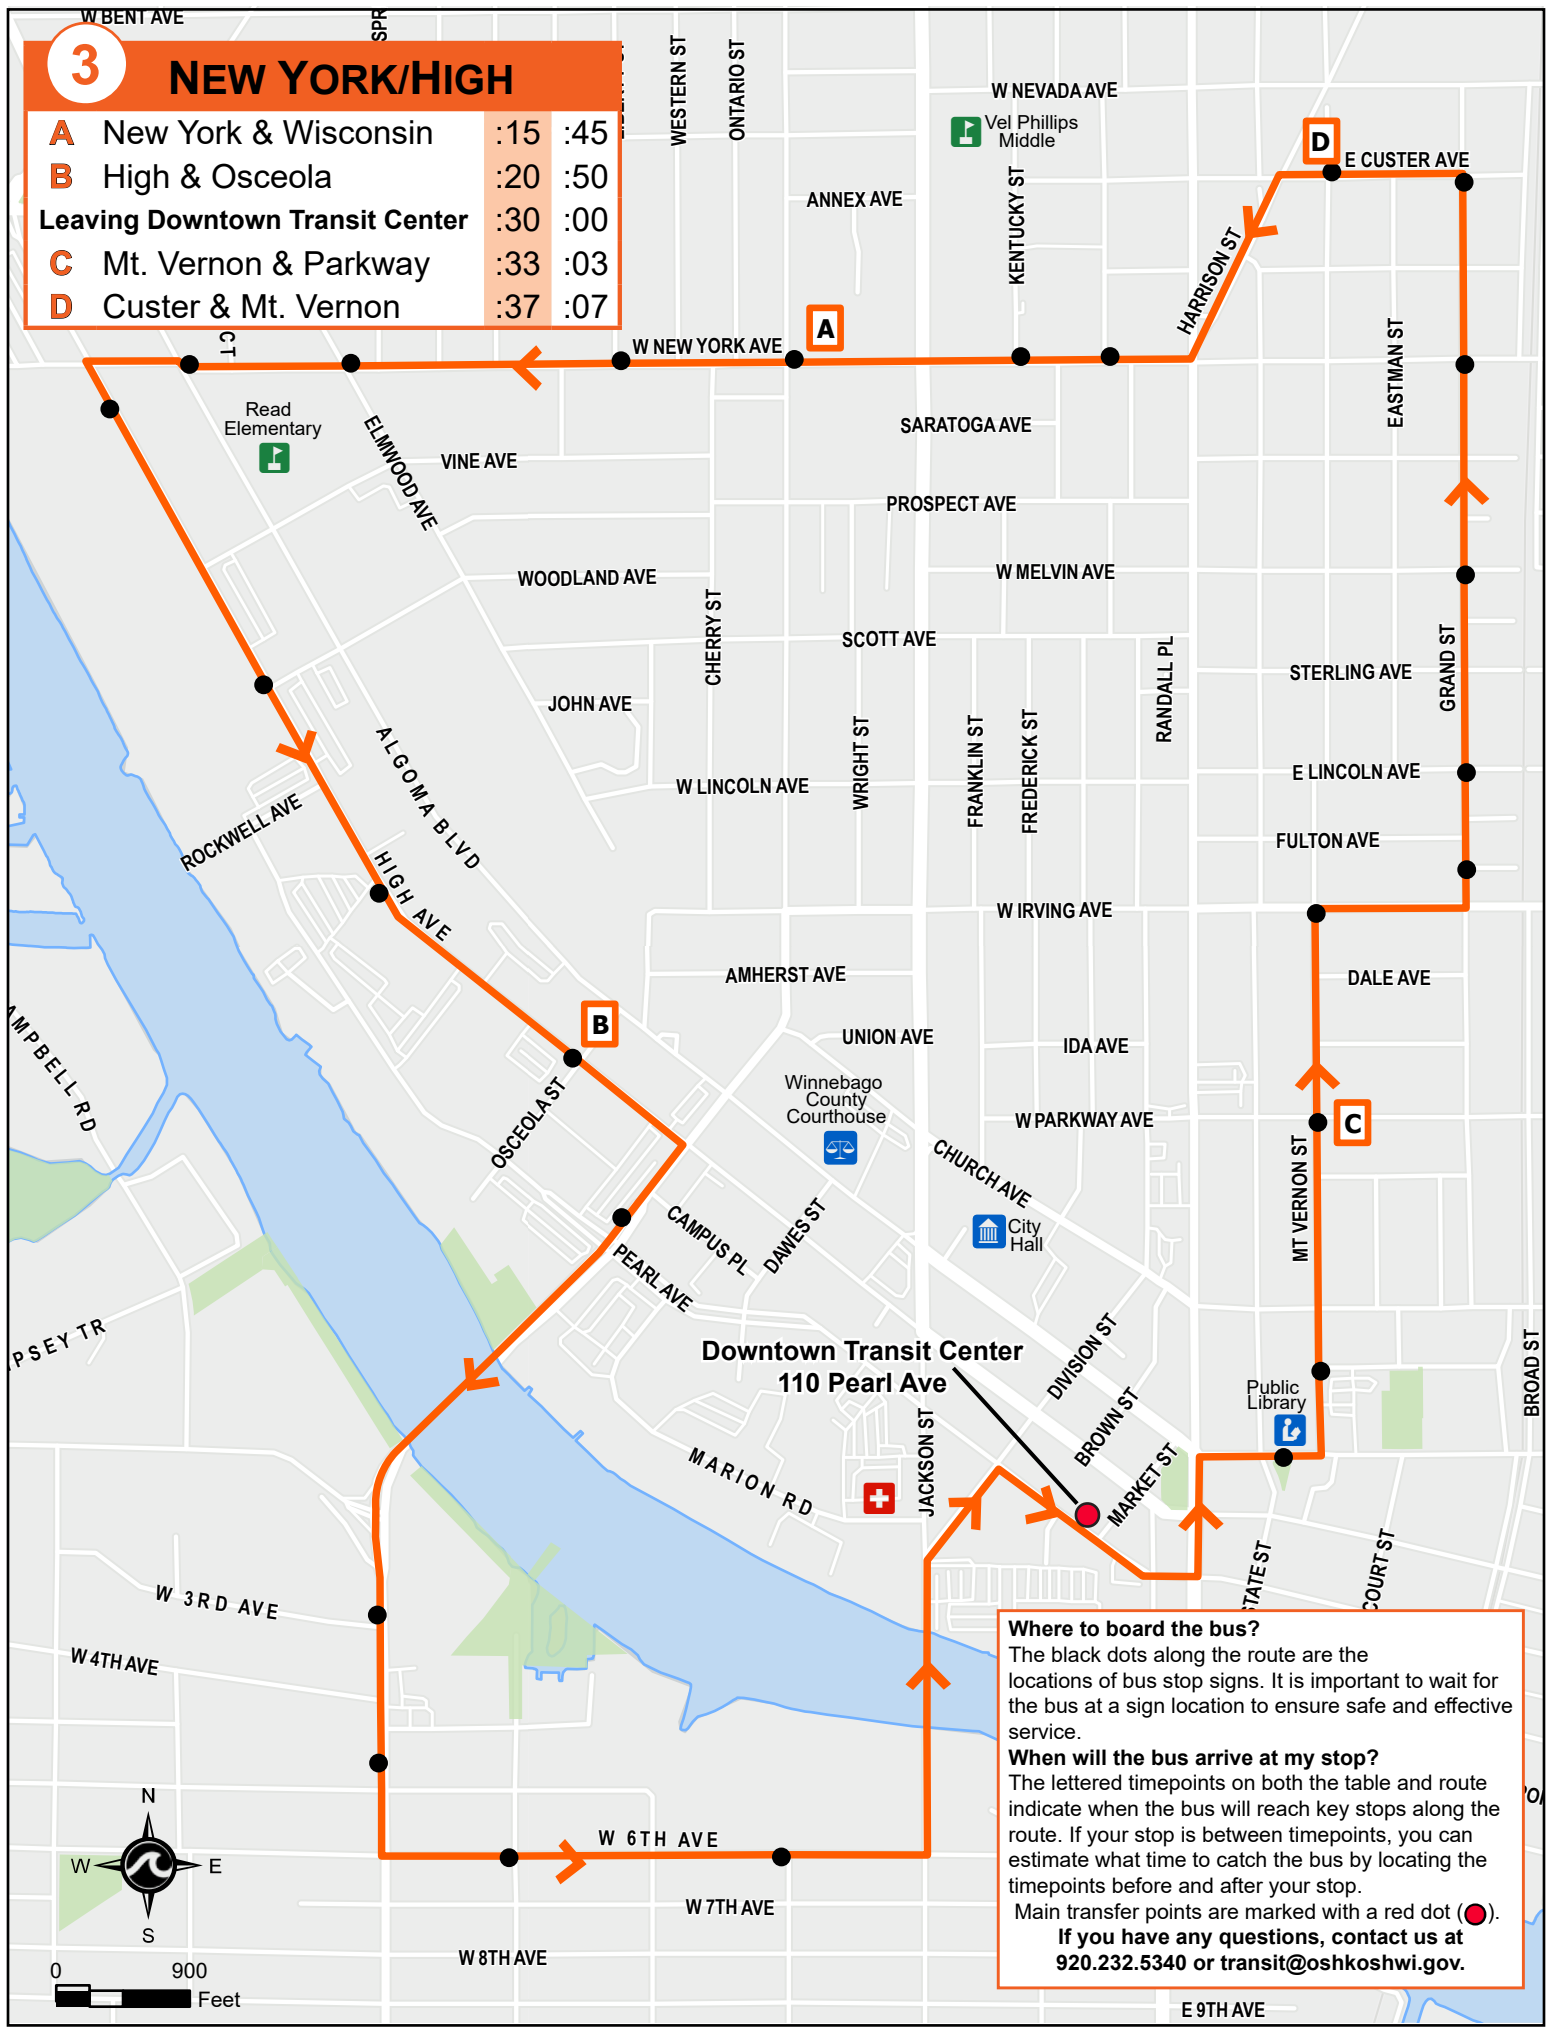 W BENT AVE
SPR
3
NEW YORK/HIGH
A New York & Wisconsin :15 :45
B High & Osceola :20 :50
Leaving Downtown Transit Center :30 :00
C Mt. Vernon & Parkway :33 :03
D Custer & Mt. Vernon :37 :07
WESTERN ST
ONTARIO ST
W NEVADA AVE
Vel Phillips
Middle
D
E CUSTER AVE
ANNEX AVE
KENTUCKY ST
HARRISON ST
CT
A
W NEW YORK AVE
EASTMAN ST
Read
Elementary
ELMWOOD AVE
SARATOGA AVE
VINE AVE
PROSPECT AVE
WOODLAND AVE
W MELVIN AVE
CHERRY ST
SCOTT AVE
RANDALL PL
GRAND ST
STERLING AVE
JOHN AVE
ALGOMA BLVD
WRIGHT ST
FRANKLIN ST
FREDERICK ST
W LINCOLN AVE
E LINCOLN AVE
ROCKWELL AVE
FULTON AVE
HIGH AVE
W IRVING AVE
AMHERST AVE
DALE AVE
B
UNION AVE
IDA AVE
AMPBELL RD
Winnebago
County
Courthouse
OSCEOLA ST
W PARKWAY AVE
C
CHURCH AVE
MT VERNON ST
CAMPUS PL
DAWES ST
City
Hall
PEARL AVE
PSEY TR
Downtown Transit Center
110 Pearl Ave
DIVISION ST
BROAD ST
Public
Library
BROWN ST
MARKET ST
JACKSON ST
MARION RD
STATE ST
COURT ST
W 3RD AVE
W 4TH AVE
Where to board the bus?
The black dots along the route are the
locations of bus stop signs. It is important to wait for
the bus at a sign location to ensure safe and effective
service.
When will the bus arrive at my stop?
The lettered timepoints on both the table and route
indicate when the bus will reach key stops along the
route. If your stop is between timepoints, you can
estimate what time to catch the bus by locating the
timepoints before and after your stop.
Main transfer points are marked with a red dot ( ).
If you have any questions, contact us at
920.232.5340 or transit@oshkoshwi.gov.
N
W E
S
W 6TH AVE
W 7TH AVE
W 8TH AVE
0 900
Feet
E 9TH AVE